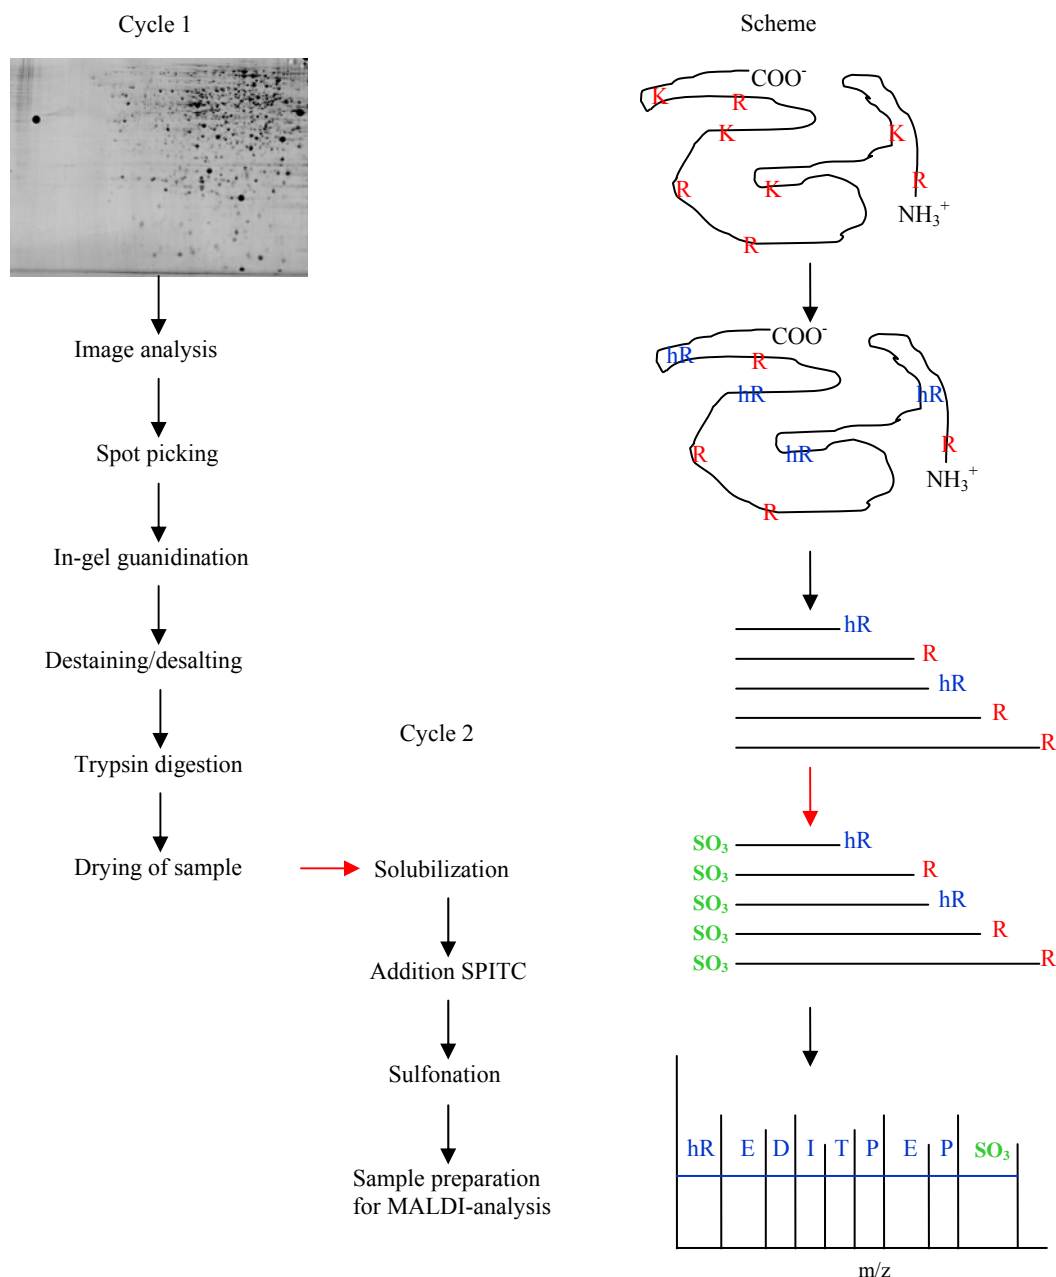 Cycle 1
Image analysis
Spot picking
In-gel guanidination
Destaining/desalting
Trypsin digestion
Drying of sample
Cycle 2
Solubilization
Addition SPITC
Sulfonation
Sample preparation
for MALDI-analysis
Scheme
COO⁻
K
R
K
K
R
K
R
NH₃⁺
R
COO⁻
hR
R
hR
hR
R
hR
R
NH₃⁺
R
hR
R
hR
R
R
SO₃ hR
SO₃ R
SO₃ hR
SO₃ R
SO₃ R
hR E D I T P E P SO₃
m/z